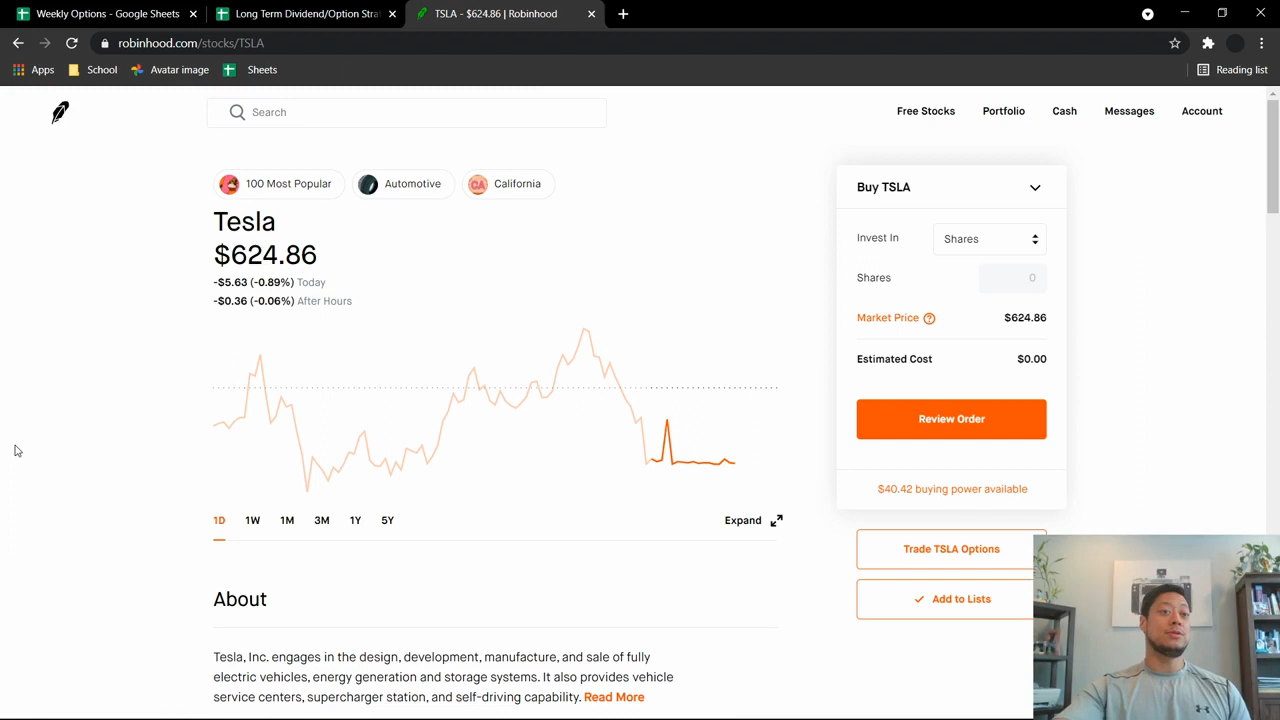 Weekly Options - Google Sheets
Long Term Dividend/Option Strat
TSLA - $624.86 | Robinhood
robinhood.com/stocks/TSLA
Apps School Avatar image Sheets Reading list
Search
Free Stocks Portfolio Cash Messages Account
100 Most Popular Automotive CA California
Tesla
$624.86
-$5.63 (-0.89%) Today
-$0.36 (-0.06%) After Hours
1D 1W 1M 3M 1Y 5Y Expand
About
Tesla, Inc. engages in the design, development, manufacture, and sale of fully
electric vehicles, energy generation and storage systems. It also provides vehicle
service centers, supercharger station, and self-driving capability. Read More
Buy TSLA
Invest In Shares
Shares 0
Market Price ? $624.86
Estimated Cost $0.00
Review Order
$40.42 buying power available
Trade TSLA Options
Add to Lists